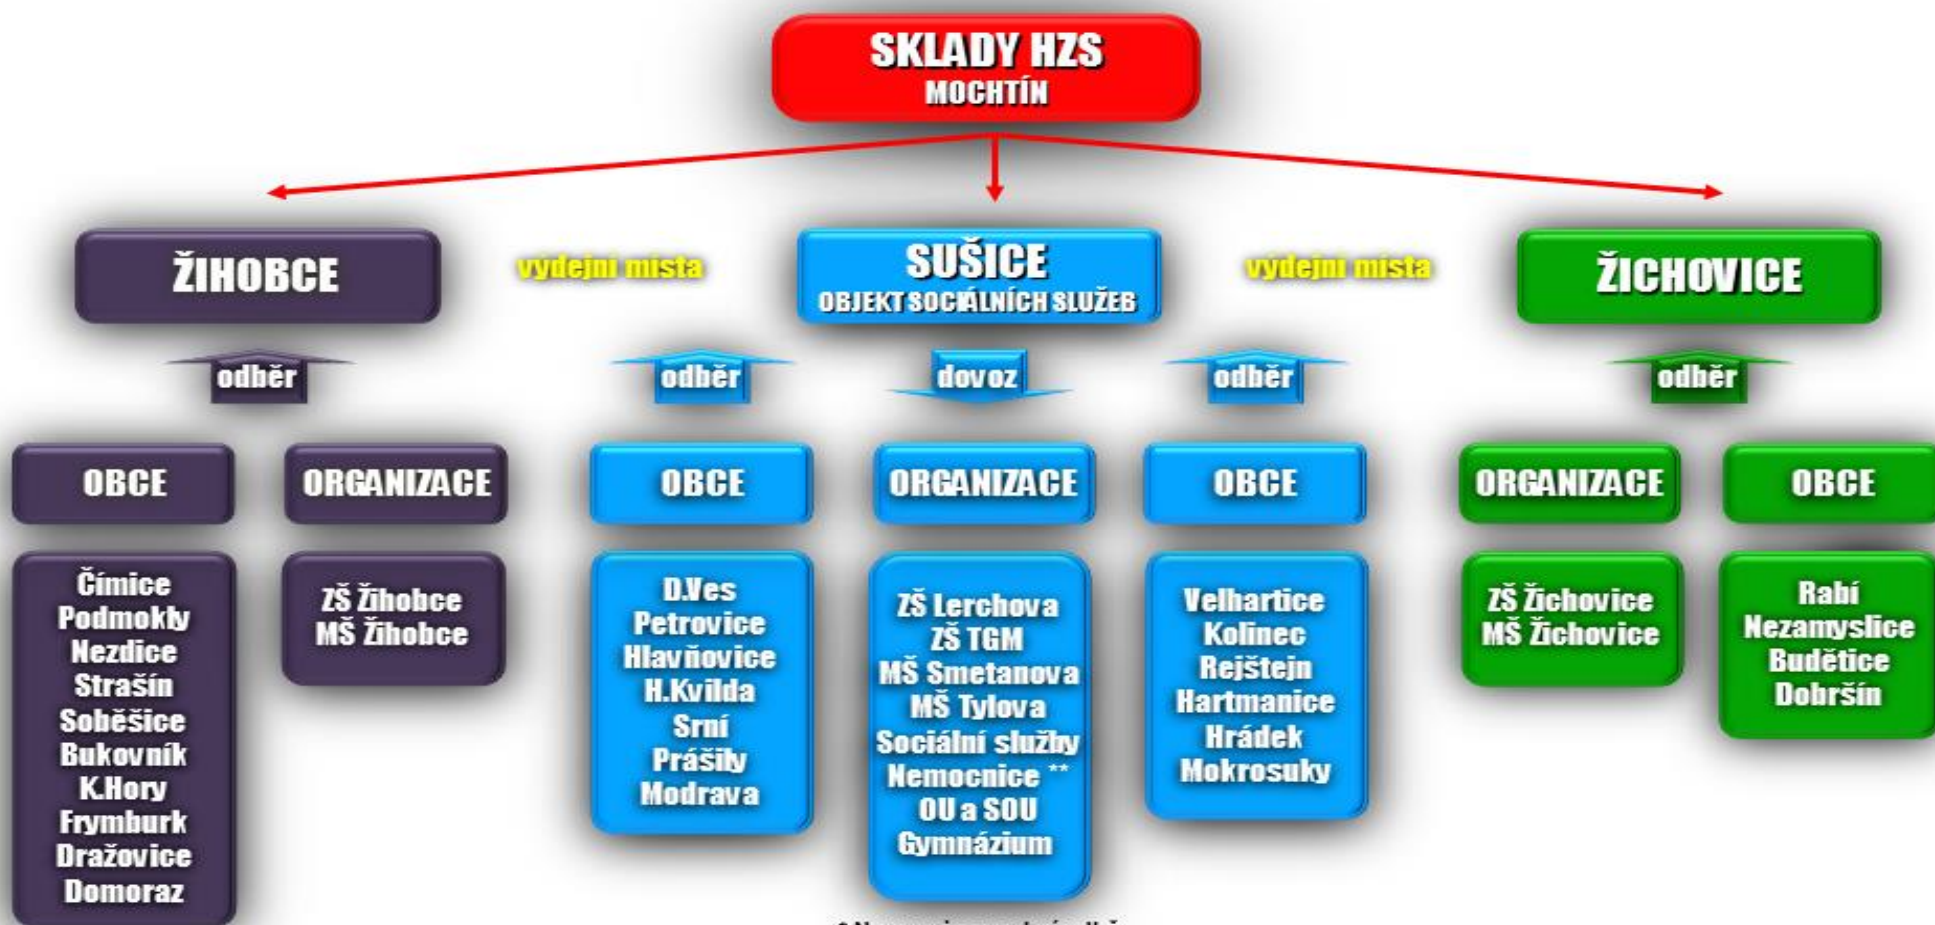 SKLADY HZS
MOCHTÍN
ŽIHOBCE
výdejní místa
SUŠICE
OBJEKT SOCIÁLNÍCH SLUŽEB
výdejní místa
ŽICHOVICE
odběr
odběr
dovoz
odběr
odběr
OBCE
ORGANIZACE
OBCE
ORGANIZACE
OBCE
ORGANIZACE
OBCE
Čímice
Podmokly
Nezdice
Strašín
Soběšice
Bukovník
K.Hory
Frymburk
Dražovice
Domoraz
ZŠ Žihobce
MŠ Žihobce
D.Ves
Petrovice
Hlavňovice
H.Kvilda
Srní
Prášily
Modrava
ZŠ Lerchova
ZŠ TGM
MŠ Smetanova
MŠ Tylova
Sociální služby
Nemocnice **
OU a SOU
Gymnázium
Velhartice
Kolinec
Rejštejn
Hartmanice
Hrádek
Mokrosuky
ZŠ Žichovice
MŠ Žichovice
Rabí
Nezamyslice
Budětice
Dobršín